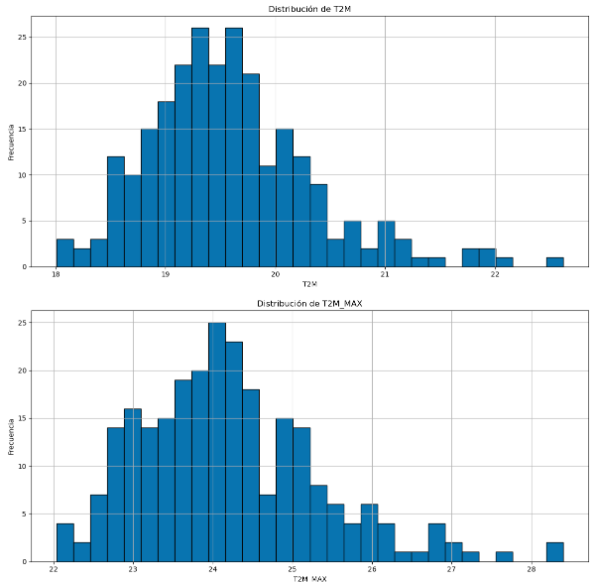 Distribución de T2M
25
20
15
10
5
0
Frecuencia
18 19 20 21 22
T2M
Distribución de T2M_MAX
25
20
15
10
5
0
Frecuencia
22 23 24 25 26 27 28
T2M_MAX